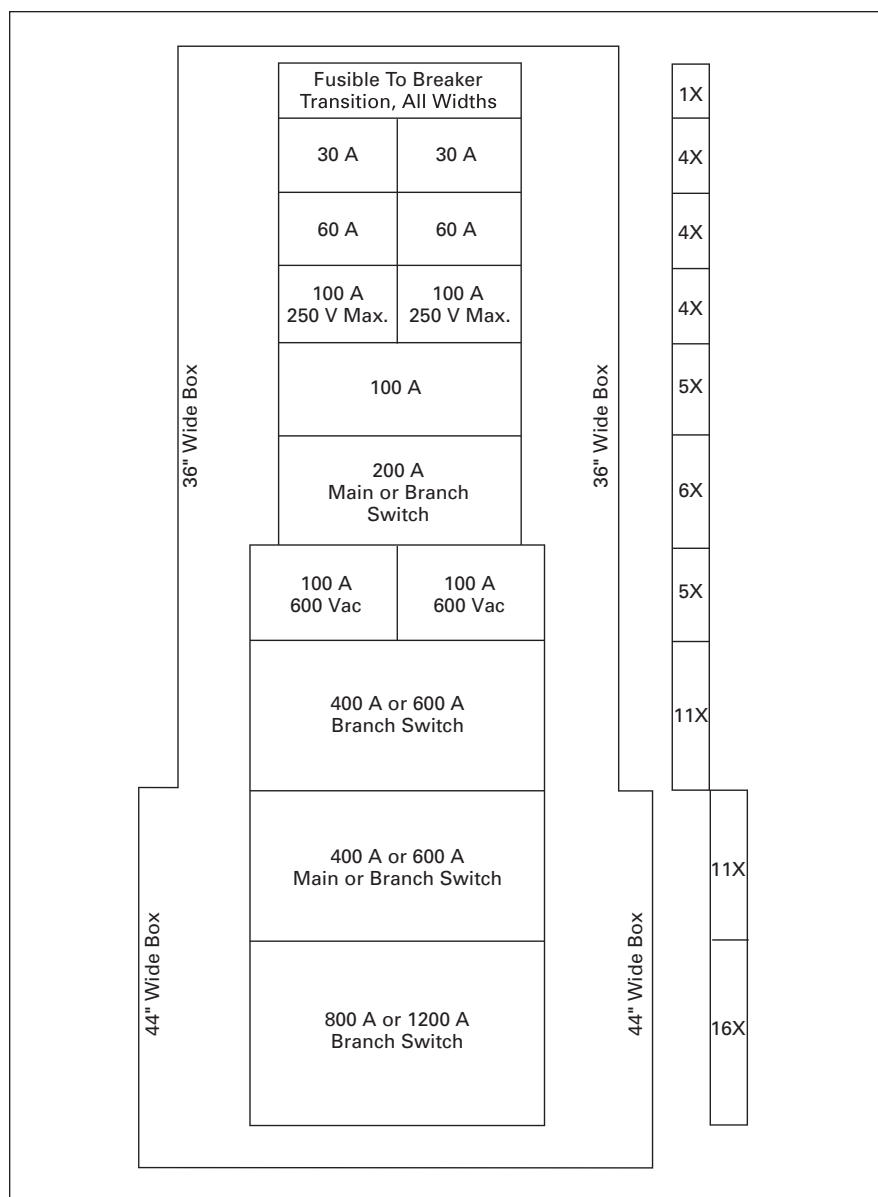 Fusible To Breaker
Transition, All Widths
1X
30 A
30 A
4X
60 A
60 A
4X
100 A
250 V Max.
100 A
250 V Max.
4X
36" Wide Box
100 A
36" Wide Box
5X
200 A
Main or Branch
Switch
6X
100 A
600 Vac
100 A
600 Vac
5X
400 A or 600 A
Branch Switch
11X
400 A or 600 A
Main or Branch Switch
11X
44" Wide Box
800 A or 1200 A
Branch Switch
44" Wide Box
16X